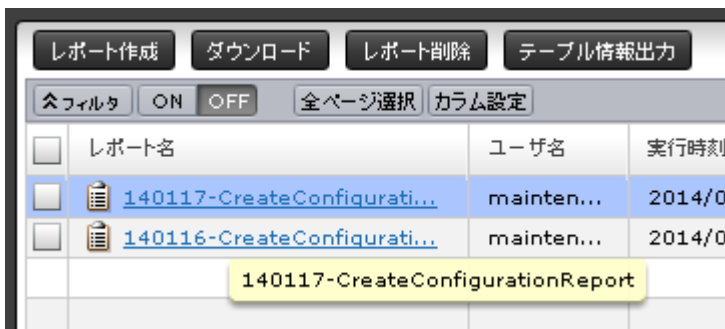 レポート作成 ダウンロード レポート削除 テーブル情報出力
フィルタ ON OFF 全ページ選択 カラム設定
レポート名 ユーザ名 実行時刻
140117-CreateConfigurati... mainten... 2014/0
140116-CreateConfigurati... mainten... 2014/0
140117-CreateConfigurationReport